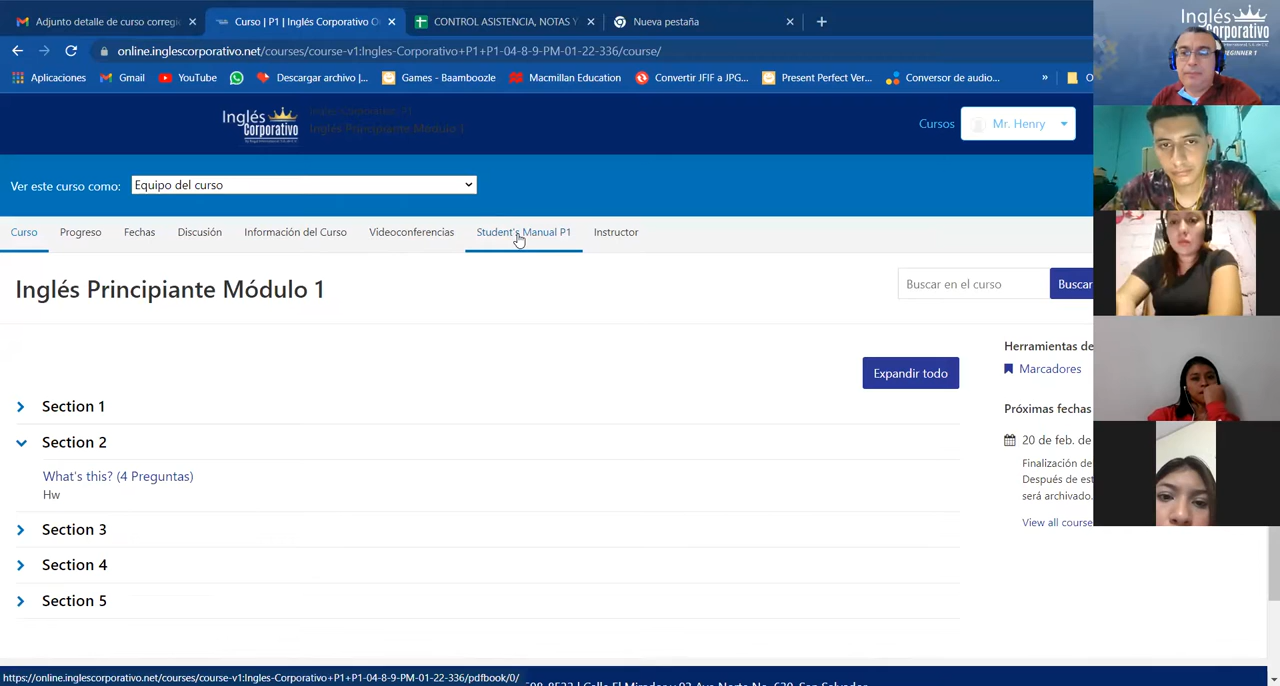 Adjunto detalle de curso corregi
Curso | P1 | Inglés Corporativo O
CONTROL ASISTENCIA, NOTAS Y
Nueva pestaña
online.inglescorporativo.net/courses/course-v1:Ingles-Corporativo+P1+P1-04-8-9-PM-01-22-336/course/
Aplicaciones
Gmail
YouTube
Descargar archivo |...
Games - Baamboozle
Macmillan Education
Convertir JFIF a JPG...
Present Perfect Ver...
Conversor de audio...
»
O
Inglés
Corporativo
Inglés Principiante Módulo 1
Cursos
Mr. Henry
Ver este curso como:
Equipo del curso
Curso
Progreso
Fechas
Discusión
Información del Curso
Videoconferencias
Student's Manual P1
Instructor
Inglés Principiante Módulo 1
Buscar en el curso
Buscar
Expandir todo
Section 1
Section 2
What's this? (4 Preguntas)
Hw
Section 3
Section 4
Section 5
Herramientas de
Marcadores
Próximas fechas
20 de feb. de
Finalización de
Después de est
será archivado.
View all course
https://online.inglescorporativo.net/courses/course-v1:Ingles-Corporativo+P1+P1-04-8-9-PM-01-22-336/pdfbook/0/
Inglés
Corporativo
BEGINNER 1